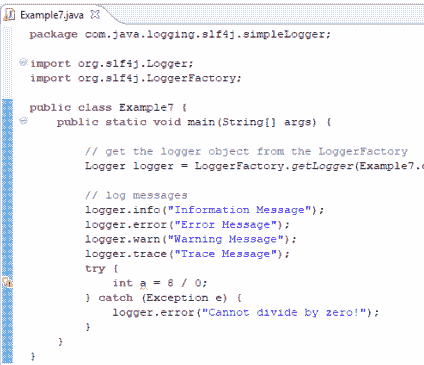 Example7.java
package com.java.logging.slf4j.simpleLogger;
import org.slf4j.Logger;
import org.slf4j.LoggerFactory;
public class Example7 {
public static void main(String[] args) {
// get the logger object from the LoggerFactory
Logger logger = LoggerFactory.getLogger(Example7.
// log messages
logger.info("Information Message");
logger.error("Error Message");
logger.warn("Warning Message");
logger.trace("Trace Message");
try {
int a = 8 / 0;
} catch (Exception e) {
logger.error("Cannot divide by zero!");
}
}
}